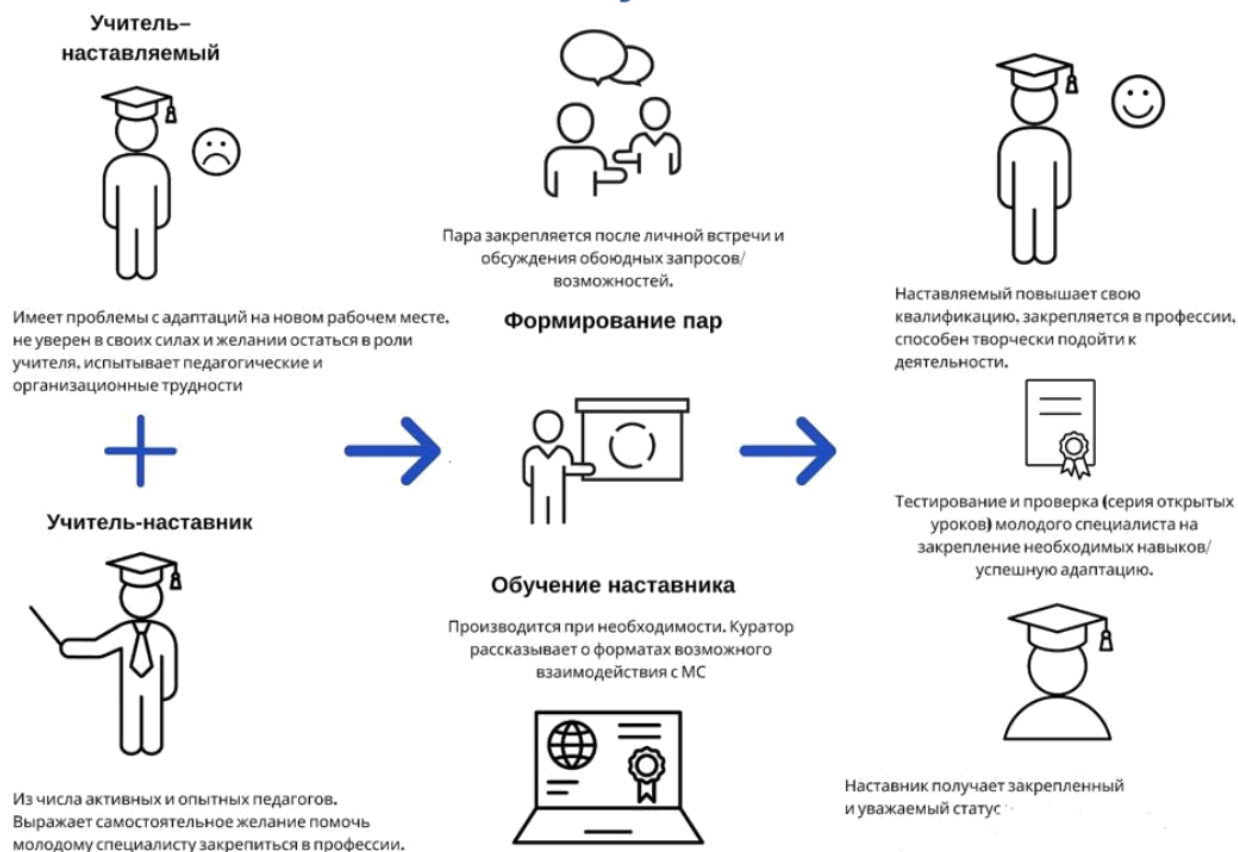 Учитель–
наставляемый
Имеет проблемы с адаптаций на новом рабочем месте,
не уверен в своих силах и желании остаться в роли
учителя, испытывает педагогические и
организационные трудности
Учитель-наставник
Из числа активных и опытных педагогов.
Выражает самостоятельное желание помочь
молодому специалисту закрепиться в профессии.
Пара закрепляется после личной встречи и
обсуждения обоюдных запросов/
возможностей.
Формирование пар
Обучение наставника
Производится при необходимости. Куратор
рассказывает о форматах возможного
взаимодействия с МС
Наставляемый повышает свою
квалификацию, закрепляется в профессии,
способен творчески подойти к
деятельности.
Тестирование и проверка (серия открытых
уроков) молодого специалиста на
закрепление необходимых навыков/
успешную адаптацию.
Наставник получает закрепленный
и уважаемый статус